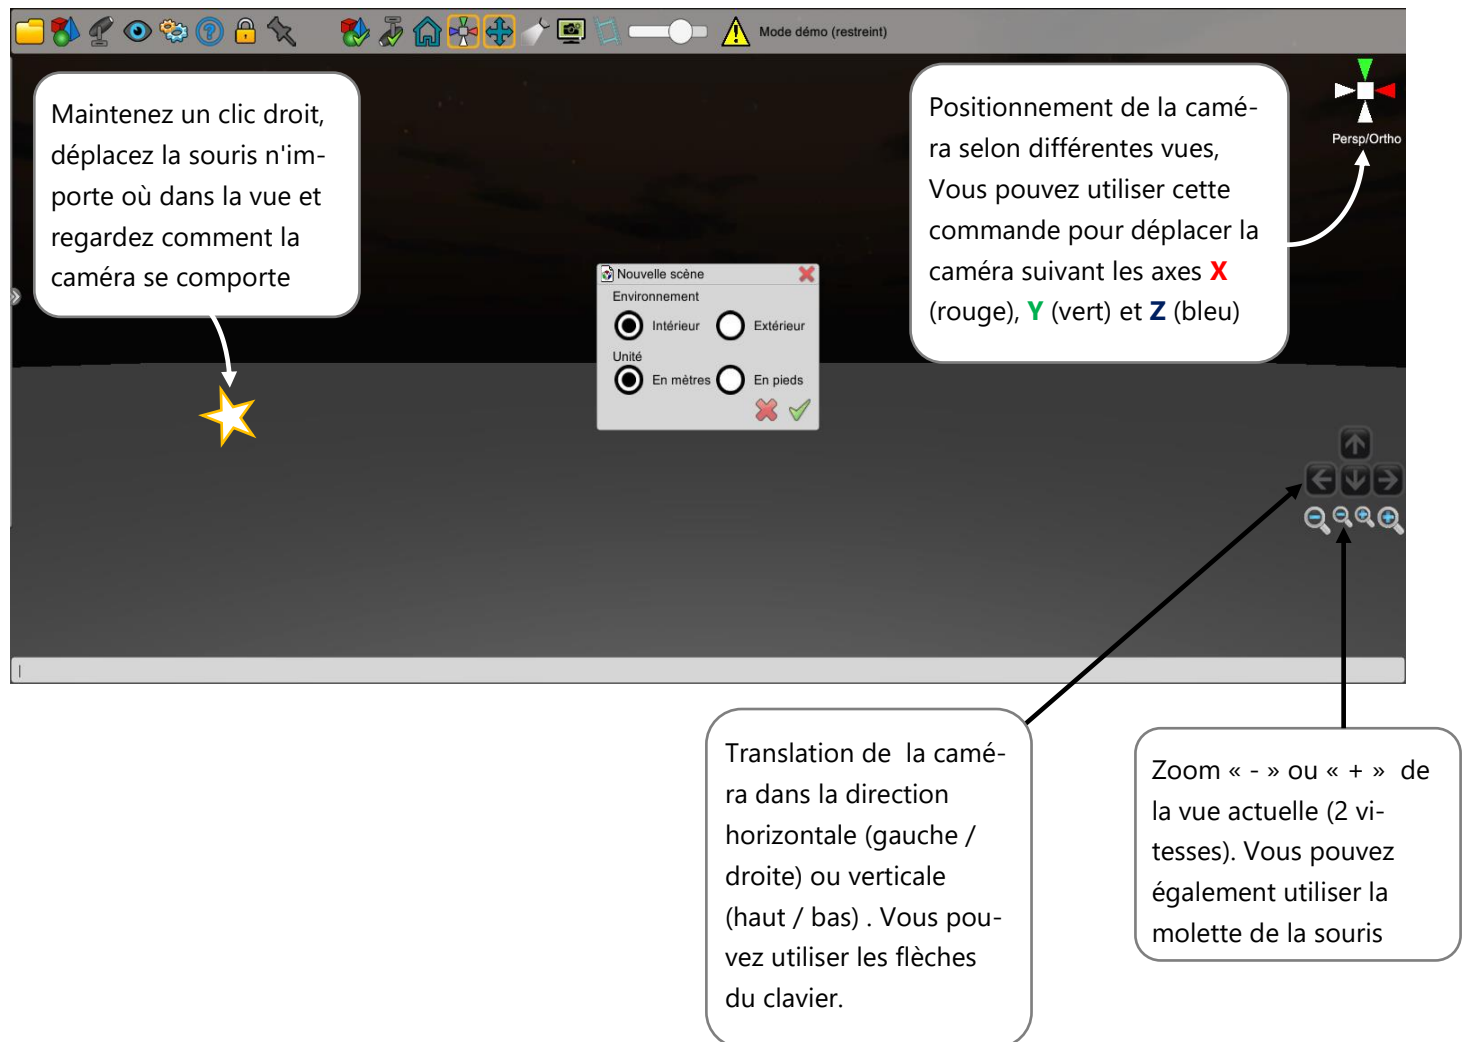 Mode démo (restreint)
Maintenez un clic droit,
déplacez la souris n'im-
porte où dans la vue et
regardez comment la
caméra se comporte
Positionnement de la camé-
ra selon différentes vues,
Vous pouvez utiliser cette
commande pour déplacer la
caméra suivant les axes X
(rouge), Y (vert) et Z (bleu)
Persp/Ortho
Nouvelle scène
Environnement
Intérieur Extérieur
Unité
En mètres En pieds
Translation de  la camé-
ra dans la direction
horizontale (gauche /
droite) ou verticale
(haut / bas) . Vous pou-
vez utiliser les flèches
du clavier.
Zoom « - » ou « + »  de
la vue actuelle (2 vi-
tesses). Vous pouvez
également utiliser la
molette de la souris